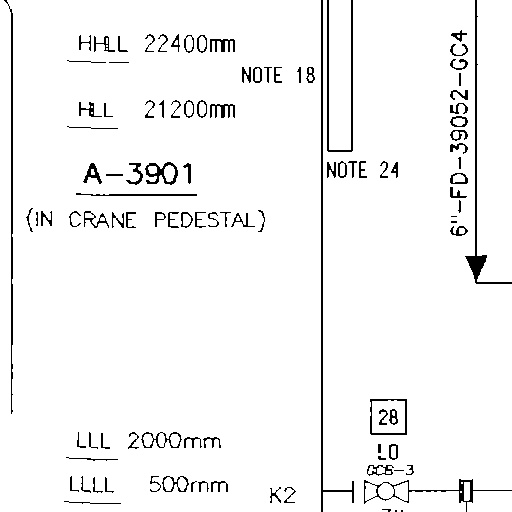 HHLL 22400mm
NOTE 18
HLL 21200mm
A-3901
NOTE 24
(IN CRANE PEDESTAL)
6"-FD-39052-GC4
28
LLL 2000mm
LO
GCB-3
LLLL 500mm
K2